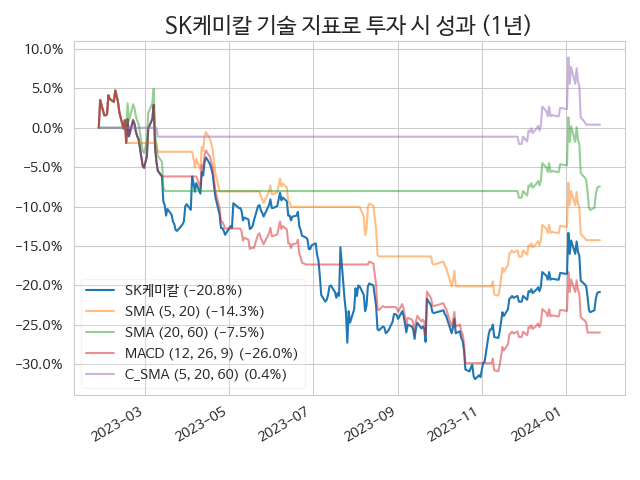 SK케미칼 기술 지표로 투자 시 성과 (1년)
10.0%
5.0%
0.0%
−5.0%
−10.0%
−15.0%
−20.0%
−25.0%
−30.0%
SK케미칼 (−20.8%)
SMA (5, 20) (−14.3%)
SMA (20, 60) (−7.5%)
MACD (12, 26, 9) (−26.0%)
C_SMA (5, 20, 60) (0.4%)
2023−03
2023−05
2023−07
2023−09
2023−11
2024−01